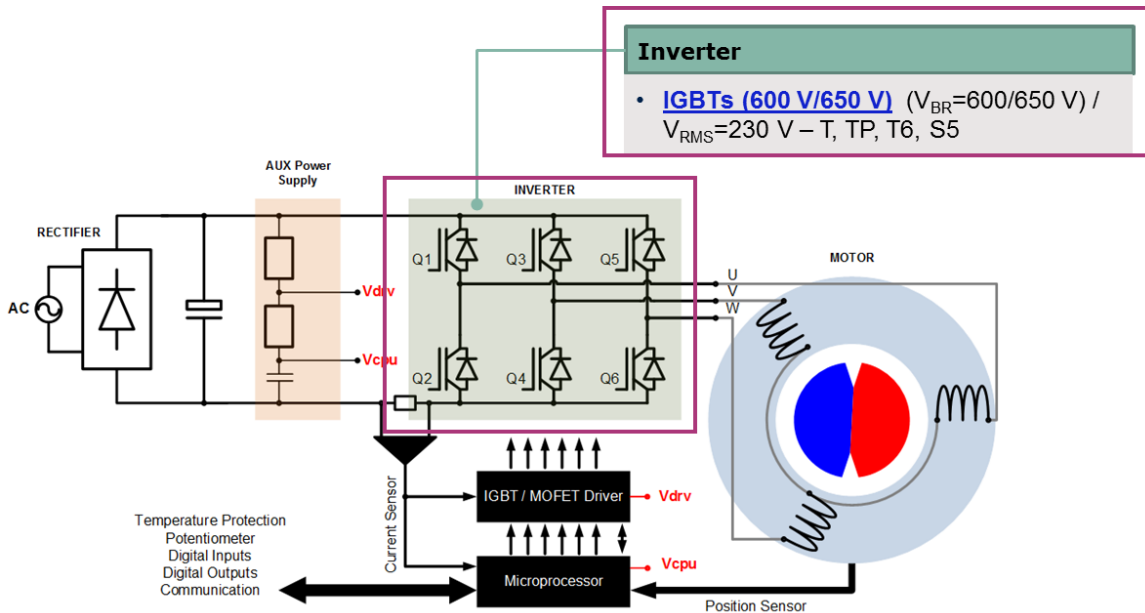 Inverter
• IGBTs (600 V/650 V) (VBR=600/650 V) /
VRMS=230 V – T, TP, T6, S5
AUX Power
Supply
INVERTER
RECTIFIER
AC
Vdrv
Vcpu
Q1
Q3
Q5
Q2
Q4
Q6
U
V
W
MOTOR
Current Sensor
IGBT / MOFET Driver
Vdrv
Temperature Protection
Potentiometer
Digital Inputs
Digital Outputs
Communication
Microprocessor
Vcpu
Position Sensor